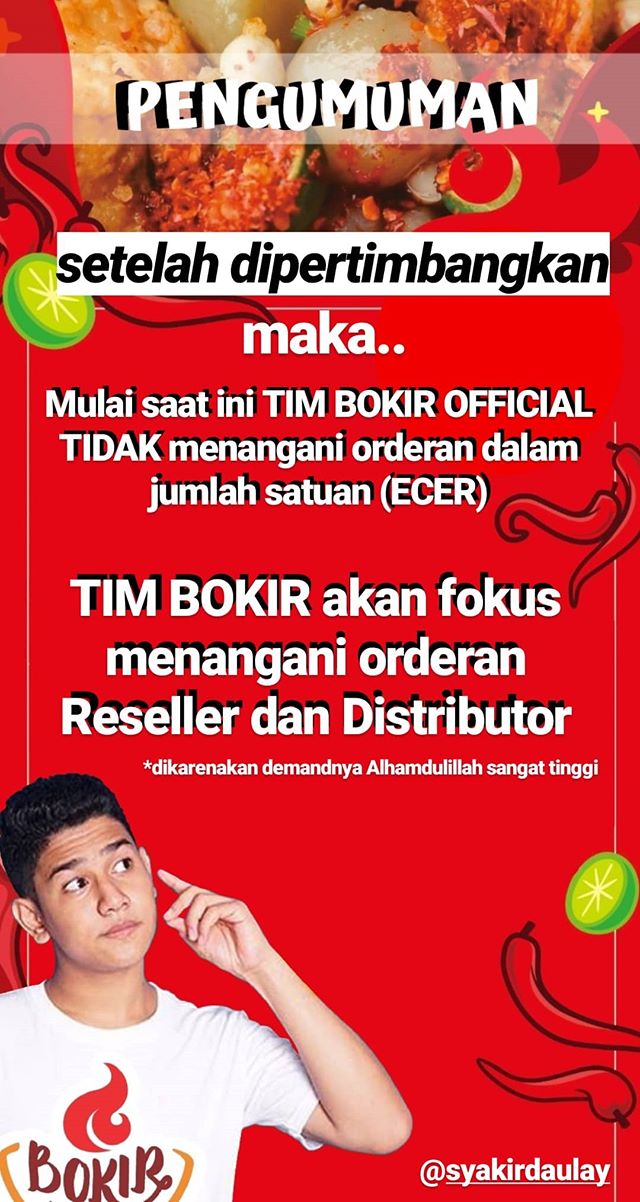 PENGUMUMAN
setelah dipertimbangkan
maka..
Mulai saat ini TIM BOKIR OFFICIAL
TIDAK menangani orderan dalam
jumlah satuan (ECER)
TIM BOKIR akan fokus
menangani orderan
Reseller dan Distributor
*dikarenakan demandnya Alhamdulillah sangat tinggi
BOKIR
@syakirdaulay